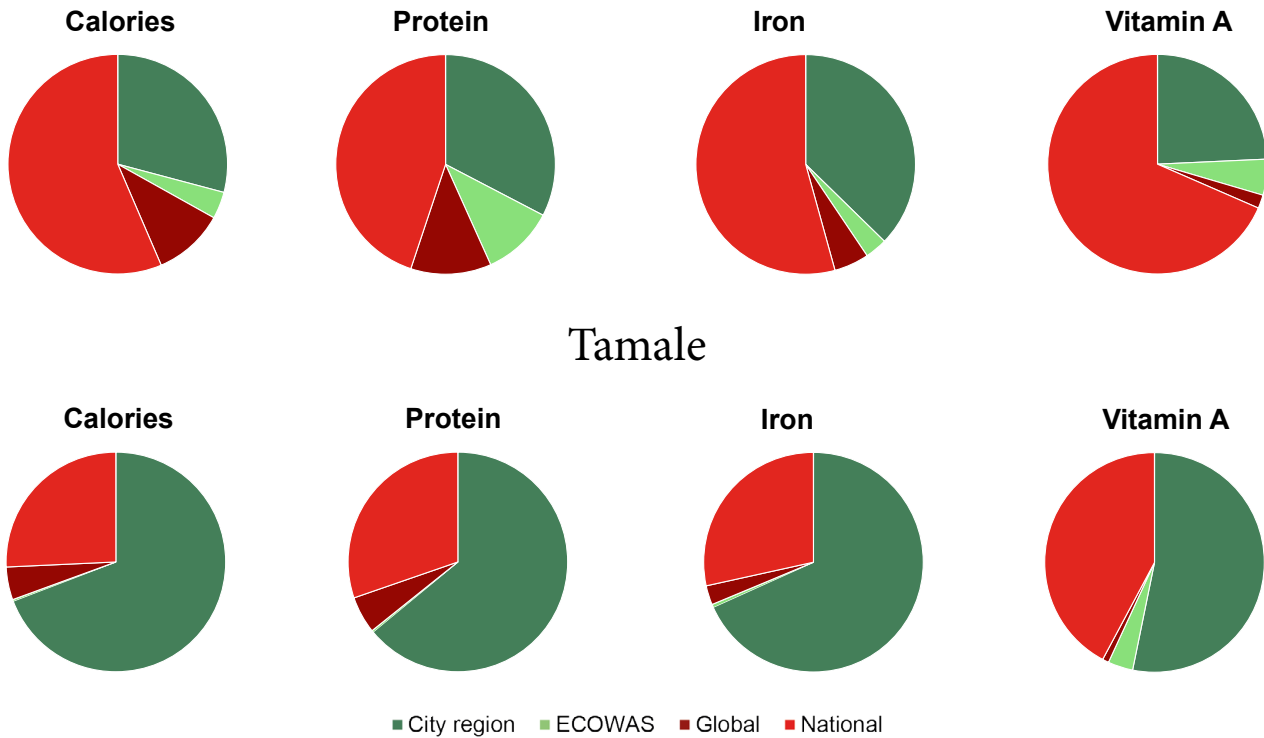 Calories Protein Iron Vitamin A
Tamale
Calories Protein Iron Vitamin A
City region ECOWAS Global National